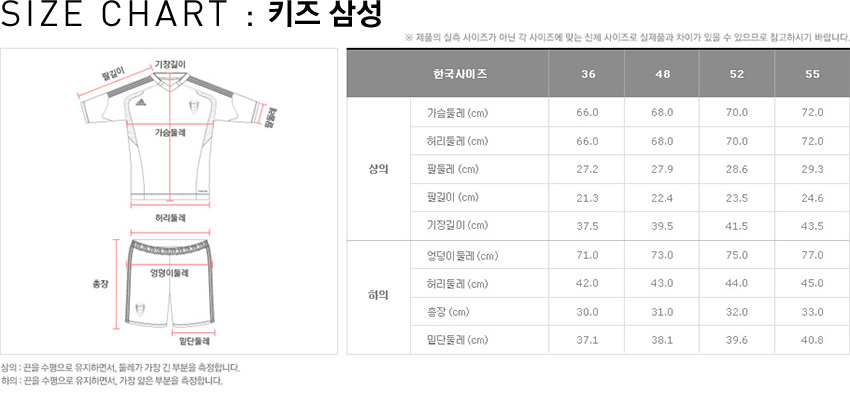 SIZE CHART : 키즈 삼성
※ 제품의 실측 사이즈가 아닌 각 사이즈에 맞는 신체 사이즈로 실제품과 차이가 있을 수 있으므로 참고하시기 바랍니다.
팔길이
기장길이
팔둘레
가슴둘레
adidas
허리둘레
총장
엉덩이둘레
밑단둘레
한국사이즈 36 48 52 55
상의
가슴둘레 (cm) 66.0 68.0 70.0 72.0
허리둘레 (cm) 66.0 68.0 70.0 72.0
팔둘레 (cm) 27.2 27.9 28.6 29.3
팔길이 (cm) 21.3 22.4 23.5 24.6
기장길이 (cm) 37.5 39.5 41.5 43.5
하의
엉덩이둘레 (cm) 71.0 73.0 75.0 77.0
허리둘레 (cm) 42.0 43.0 44.0 45.0
총장 (cm) 30.0 31.0 32.0 33.0
밑단둘레 (cm) 37.1 38.1 39.6 40.8
상의 : 끈을 수평으로 유지하면서, 둘레가 가장 긴 부분을 측정합니다.
하의 : 끈을 수평으로 유지하면서, 가장 얇은 부분을 측정합니다.